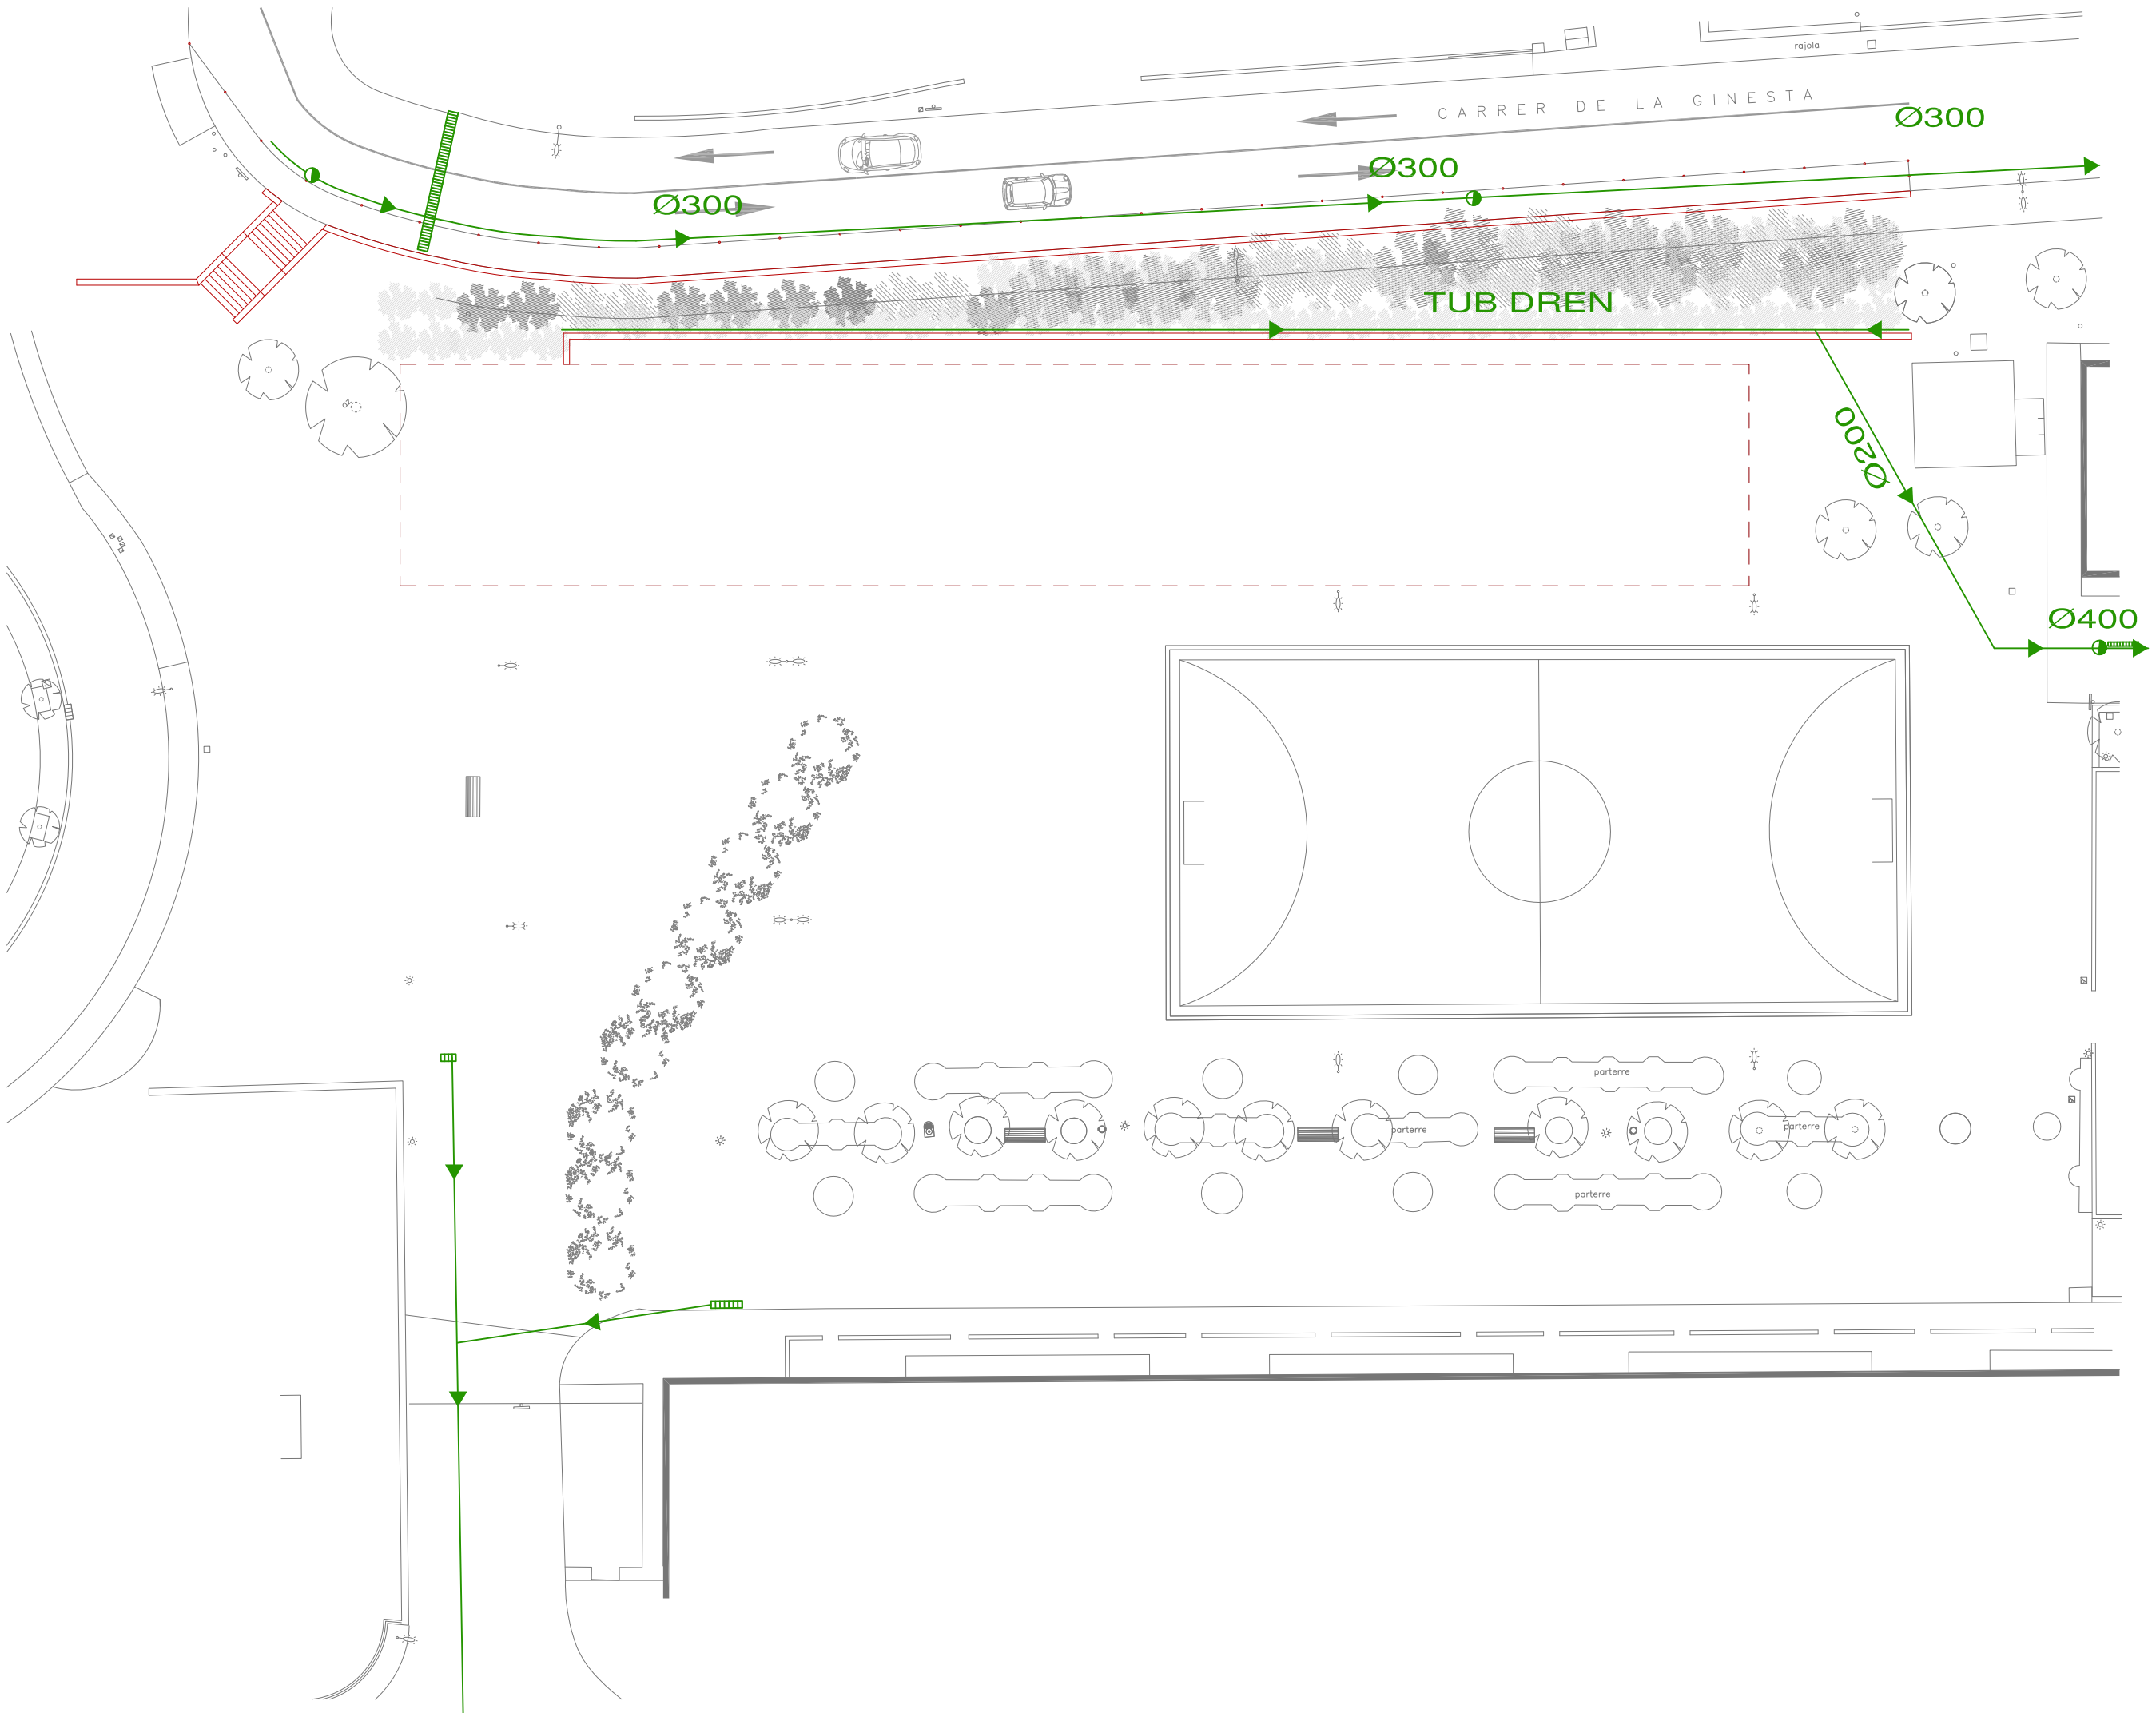 rajola
CARRER DE LA GINESTA
Ø300
Ø300
Ø300
TUB DREN
Ø200
Ø400
parterre
parterre
parterre
parterre